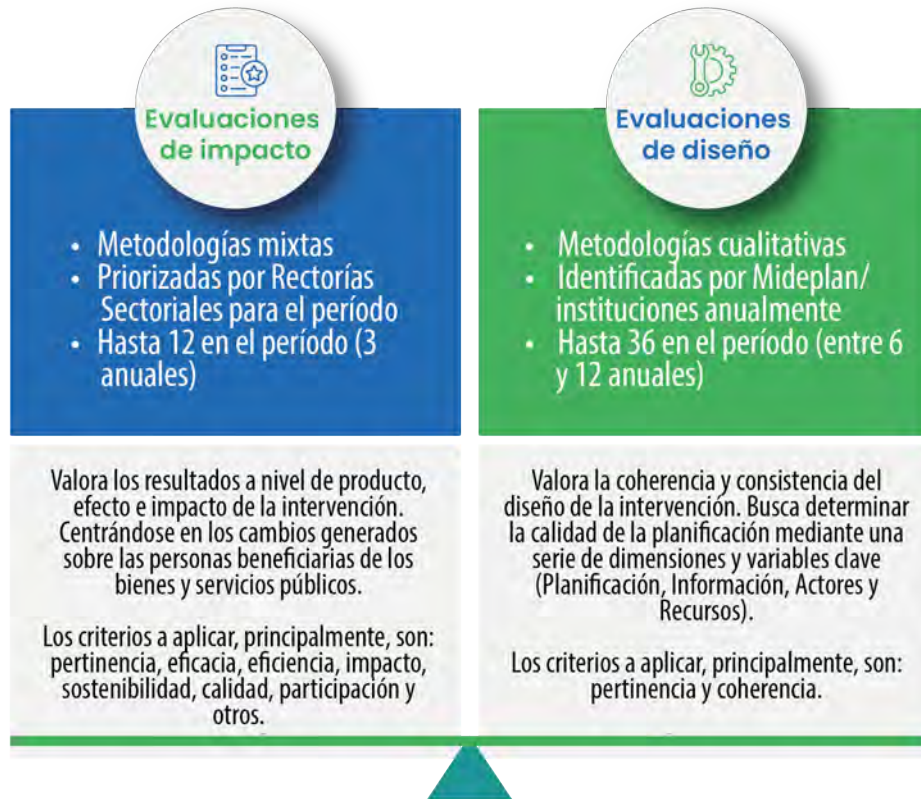 Evaluaciones
de impacto
• Metodologías mixtas
• Priorizadas por Rectorías
Sectoriales para el período
• Hasta 12 en el período (3
anuales)
Valora los resultados a nivel de producto,
efecto e impacto de la intervención.
Centrándose en los cambios generados
sobre las personas beneficiarias de los
bienes y servicios públicos.
Los criterios a aplicar, principalmente, son:
pertinencia, eficacia, eficiencia, impacto,
sostenibilidad, calidad, participación y
otros.
Evaluaciones
de diseño
• Metodologías cualitativas
• Identificadas por Mideplan/
instituciones anualmente
• Hasta 36 en el período (entre 6
y 12 anuales)
Valora la coherencia y consistencia del
diseño de la intervención. Busca determinar
la calidad de la planificación mediante una
serie de dimensiones y variables clave
(Planificación, Información, Actores y
Recursos).
Los criterios a aplicar, principalmente, son:
pertinencia y coherencia.